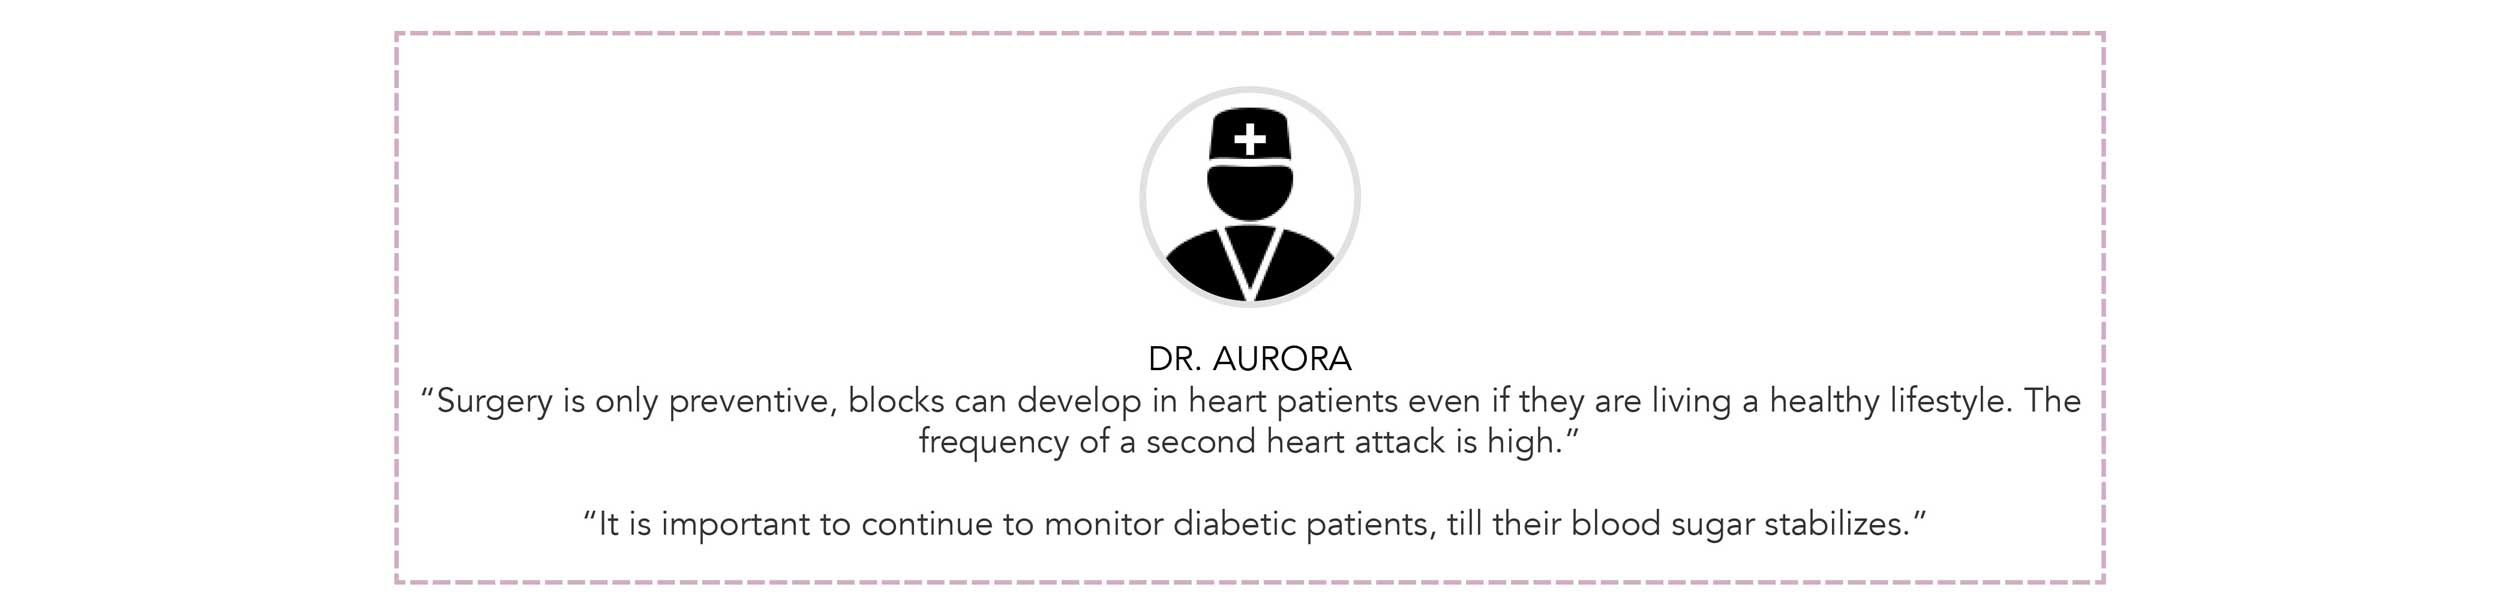 DR. AURORA
“Surgery is only preventive, blocks can develop in heart patients even if they are living a healthy lifestyle. The
frequency of a second heart attack is high.”
“It is important to continue to monitor diabetic patients, till their blood sugar stabilizes.”